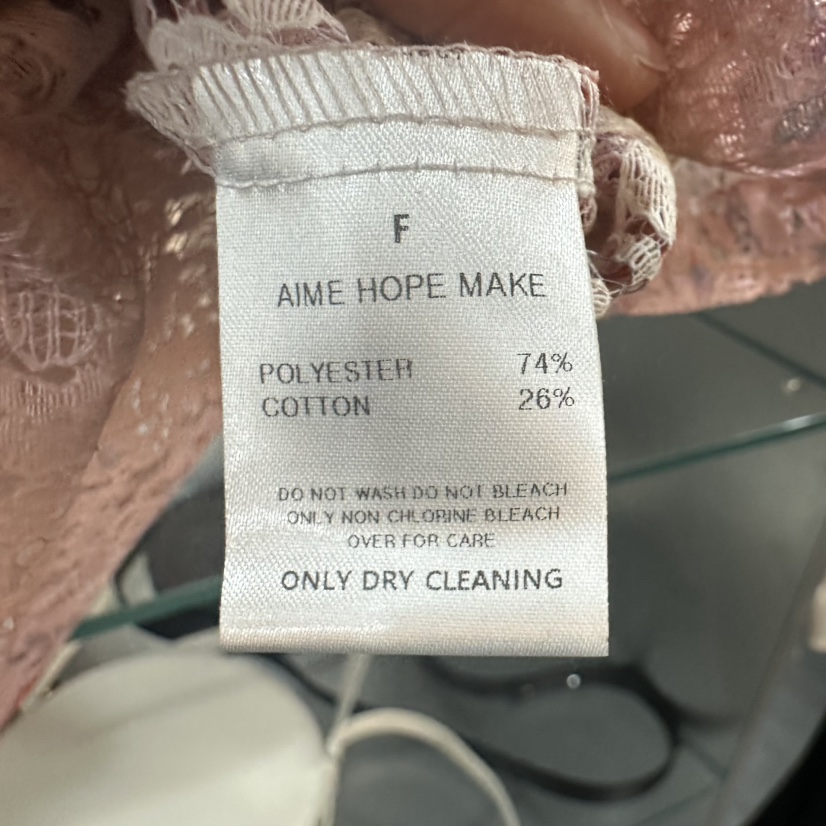 F
AIME HOPE MAKE
POLYESTER 74%
COTTON 26%
DO NOT WASH DO NOT BLEACH
ONLY NON CHLORINE BLEACH
OVER FOR CARE
ONLY DRY CLEANING